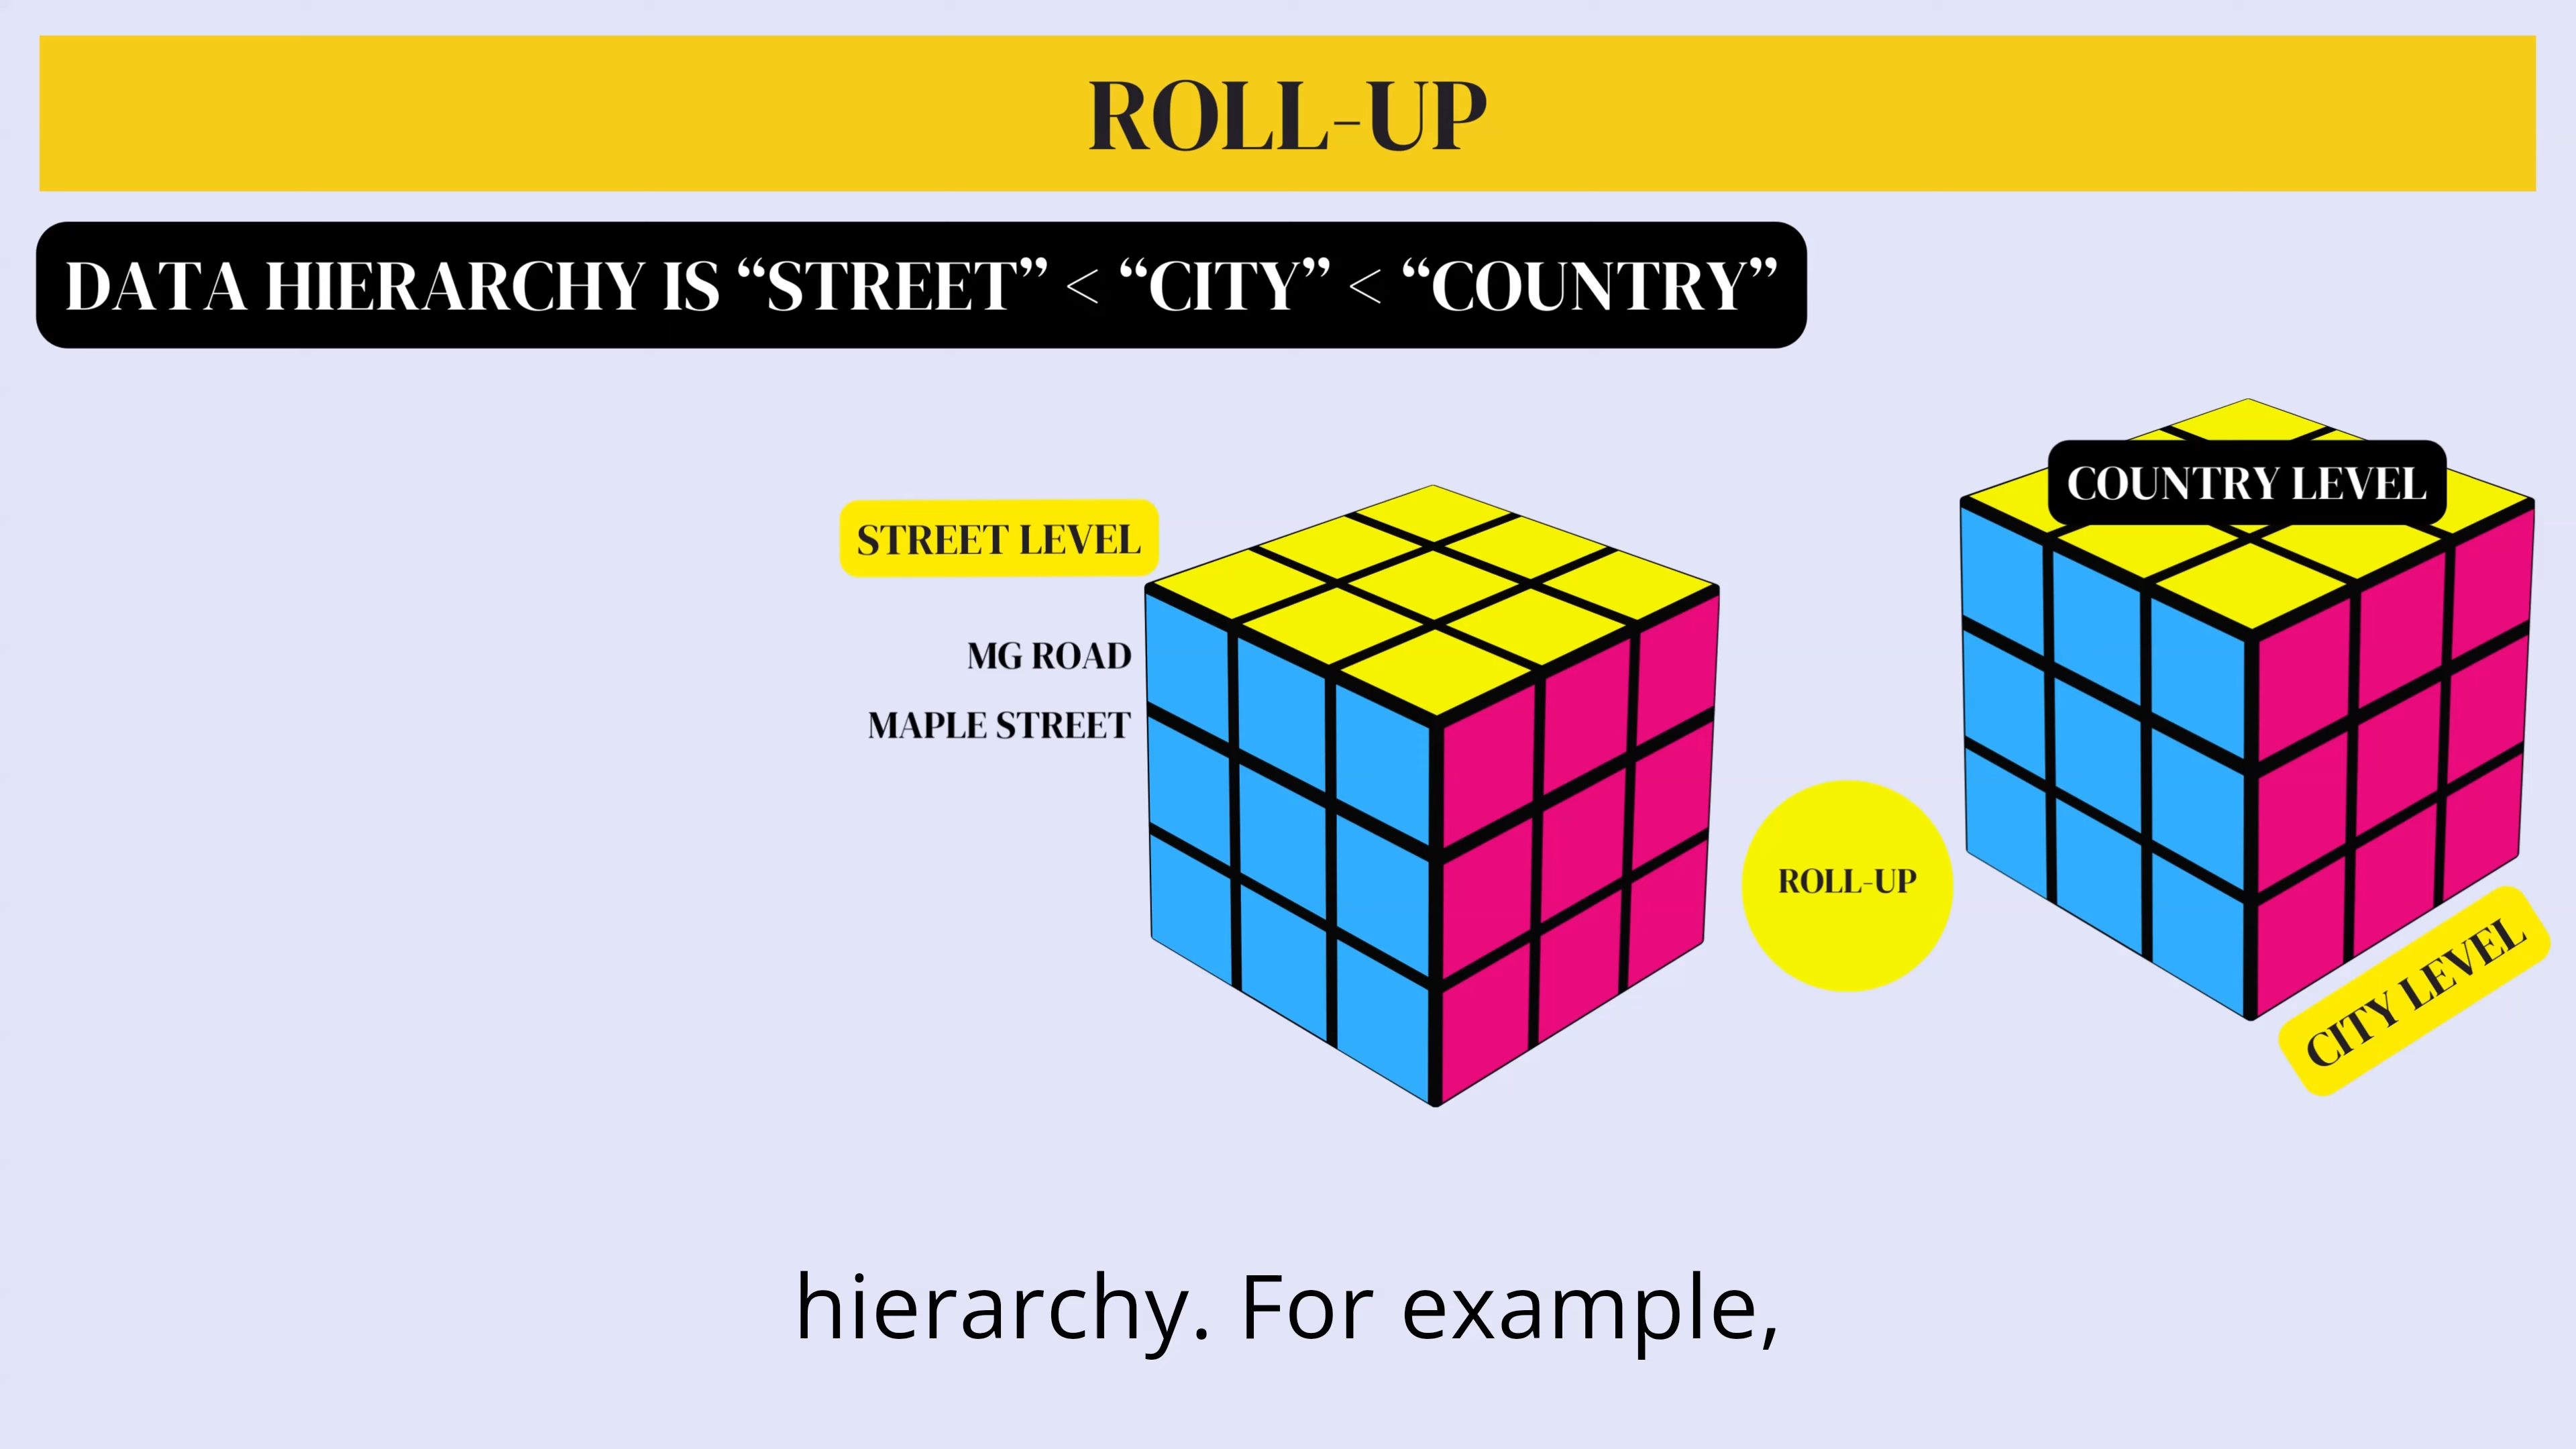 ROLL-UP
DATA HIERARCHY IS “STREET” < “CITY” < “COUNTRY”
COUNTRY LEVEL
STREET LEVEL
MG ROAD
MAPLE STREET
ROLL-UP
CITY LEVEL
hierarchy. For example,